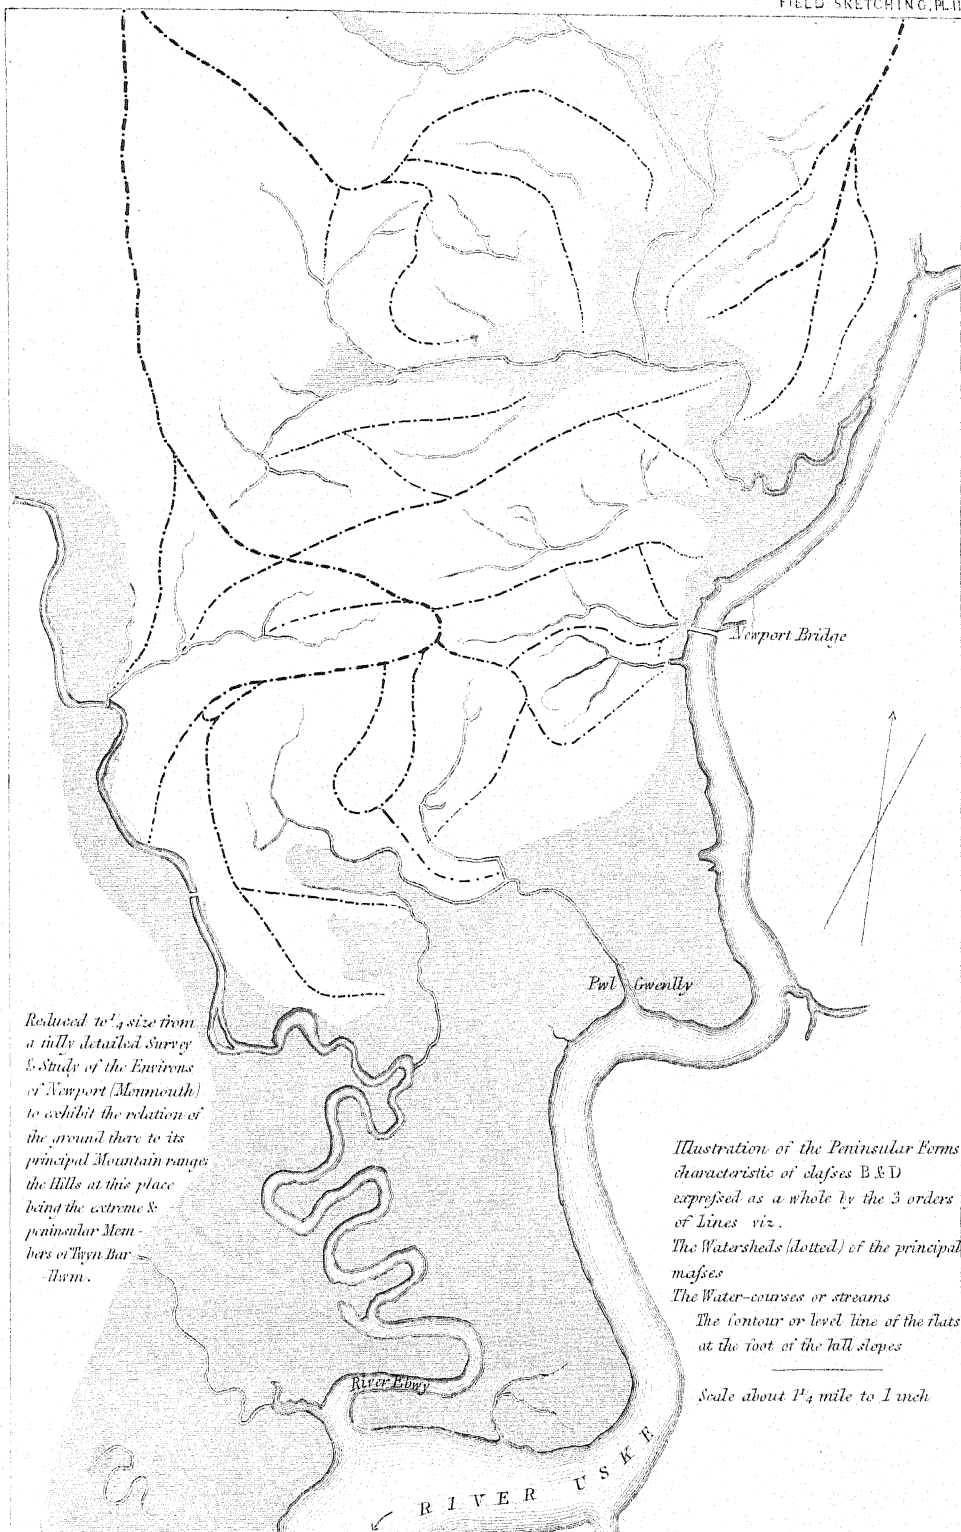 FIELD SKETCHING, PL. II
Newport Bridge
Pwl Gwenlly
Reduced to ¼ size from
a fully detailed Survey
& Study of the Environs
of Newport (Monmouth)
to exhibit the relation of
the ground there to its
principal Mountain range;
the Hills at this place
being the extreme &
peninsular Mem-
bers of Twyn Bar-
-llwm.
Illustration of the Peninsular Forms
characteristic of classes B & D
expressed as a whole by the 3 orders
of Lines viz.
The Watersheds (dotted) of the principal
masses
The Water-courses or streams
The Contour or level line of the flats
at the foot of the hill slopes
Scale about 1¼ mile to 1 inch
River Ebwy
RIVER USKE